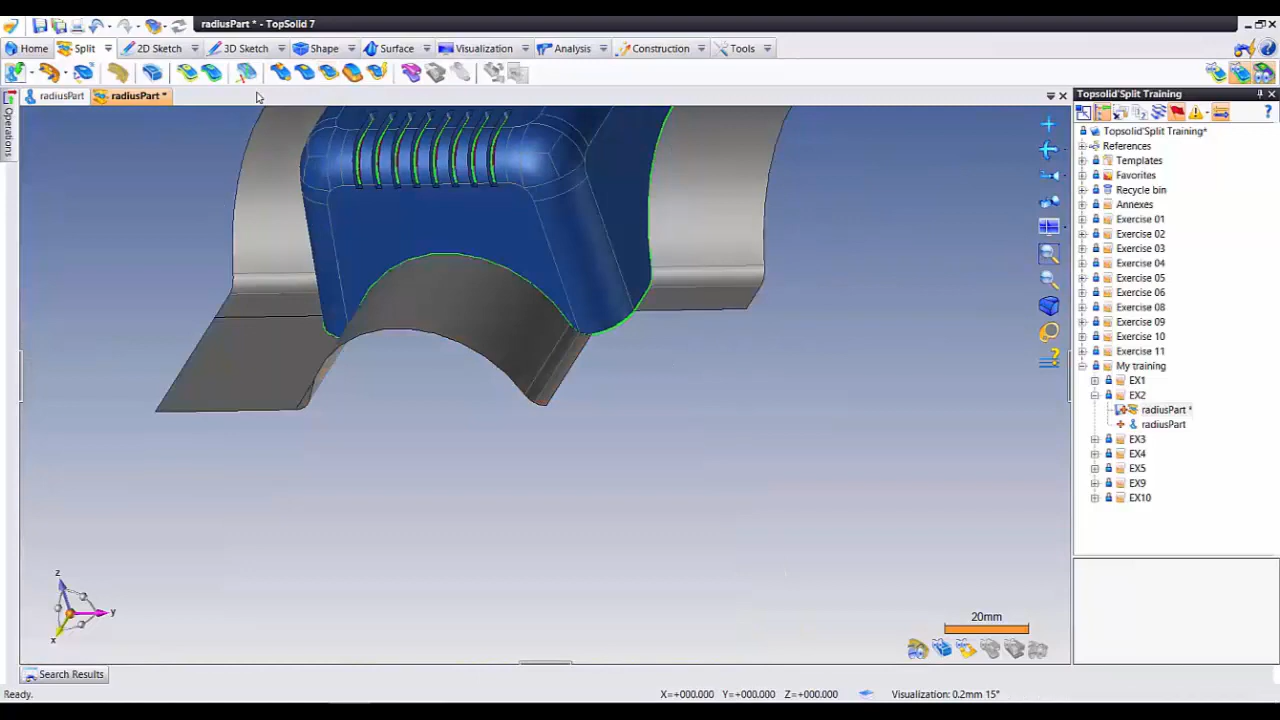 radiusPart * - TopSolid 7
Home
Split
2D Sketch
3D Sketch
Shape
Surface
Visualization
Analysis
Construction
Tools
radiusPart
radiusPart *
Topsolid'Split Training
Operations
Topsolid'Split Training*
References
Templates
Favorites
Recycle bin
Annexes
Exercise 01
Exercise 02
Exercise 03
Exercise 04
Exercise 05
Exercise 06
Exercise 08
Exercise 09
Exercise 10
Exercise 11
My training
EX1
EX2
radiusPart *
radiusPart
EX3
EX4
EX5
EX9
EX10
z
y
x
20mm
Search Results
Ready.
X=+000.000 Y=+000.000 Z=+000.000
Visualization: 0.2mm 15°